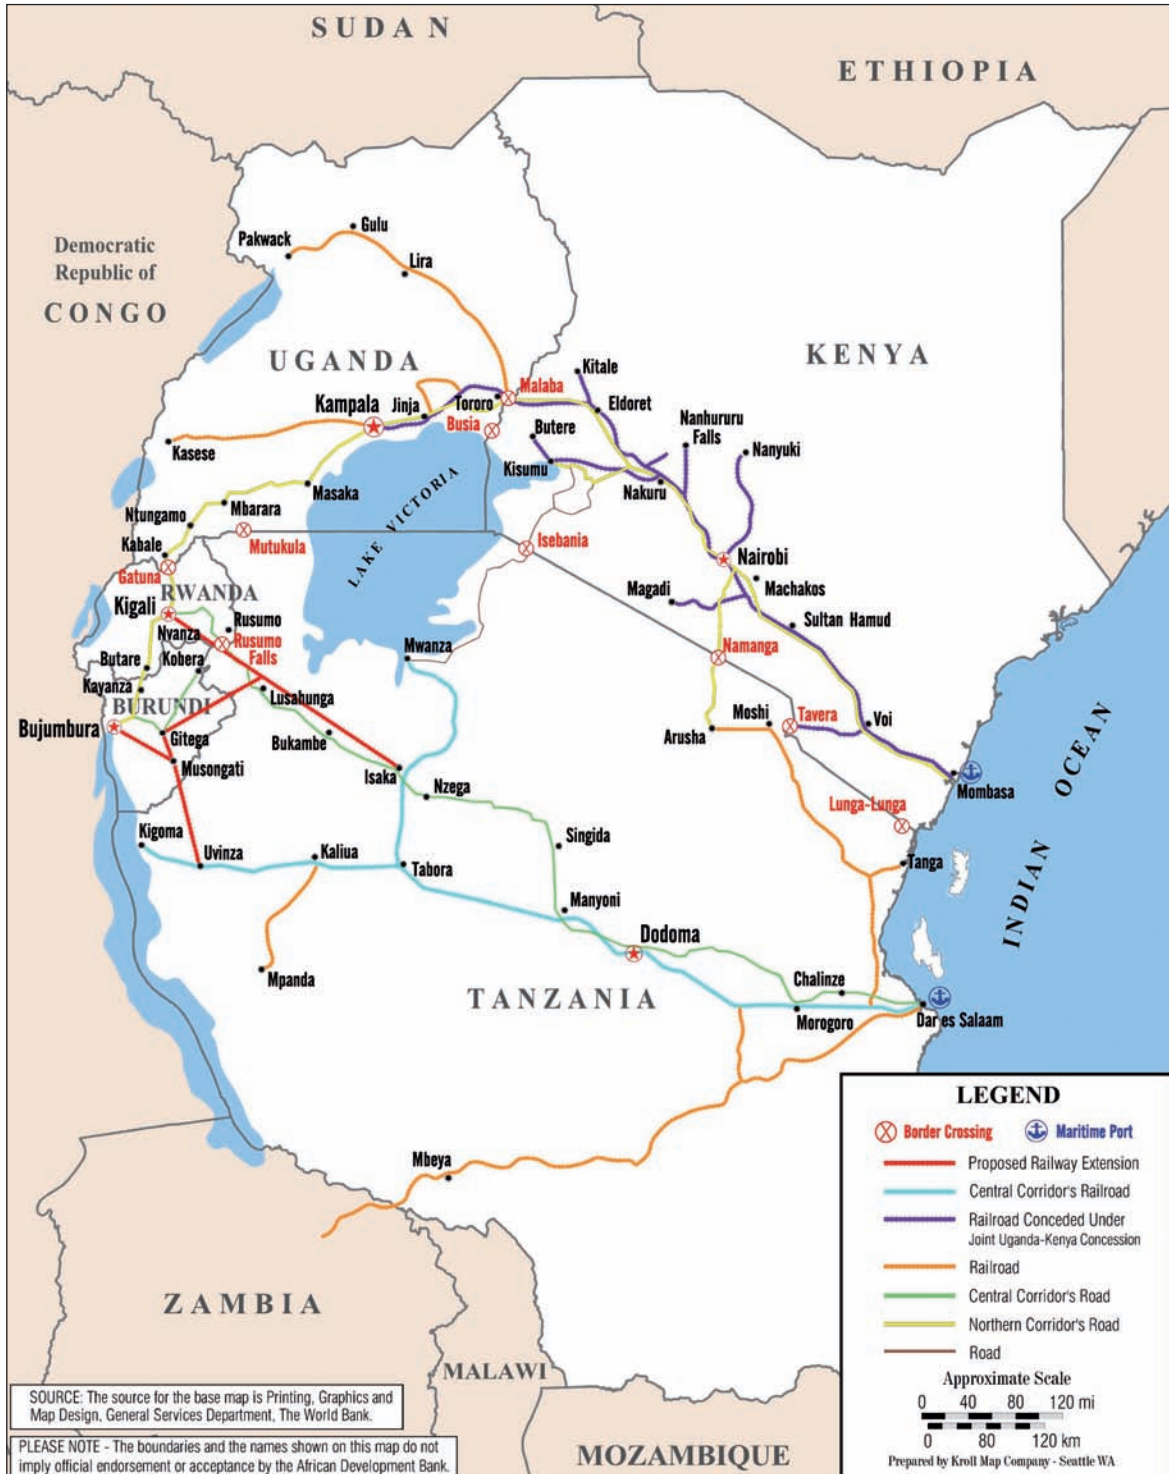 SUDAN
ETHIOPIA
Democratic
Republic of
CONGO
Gulu
Pakwack
Lira
UGANDA
KENYA
Kitale
Malaba
Kampala
Jinja
Tororo
Eldoret
Nanhururu
Falls
Busia
Butere
Nanyuki
Kasese
Kisumu
Nakuru
Masaka
Mbarara
Ntungamo
LAKE VICTORIA
Mutukula
Isebania
Kabale
Nairobi
Gatuna
RWANDA
Machakos
Magadi
Kigali
Rusumo
Sultan Hamud
Nvanza
Rusumo
Falls
Mwanza
Namanga
Butare
Kobera
Kayanza
BURUNDI
Lusahunga
Bujumbura
Gitega
Bukambe
Arusha
Moshi
Tavera
Voi
Musongati
Isaka
Nzega
Mombasa
INDIAN OCEAN
Lunga-Lunga
Kigoma
Uvinza
Kaliua
Tabora
Singida
Tanga
Manyoni
Dodoma
Mpanda
TANZANIA
Chalinze
Morogoro
Dar es Salaam
Mbeya
ZAMBIA
MALAWI
MOZAMBIQUE
LEGEND
Border Crossing Maritime Port
Proposed Railway Extension
Central Corridor's Railroad
Railroad Conceded Under
Joint Uganda-Kenya Concession
Railroad
Central Corridor's Road
Northern Corridor's Road
Road
Approximate Scale
0 40 80 120 mi
0 80 120 km
Prepared by Kroll Map Company - Seattle WA
SOURCE: The source for the base map is Printing, Graphics and
Map Design, General Services Department, The World Bank.
PLEASE NOTE - The boundaries and the names shown on this map do not
imply official endorsement or acceptance by the African Development Bank.